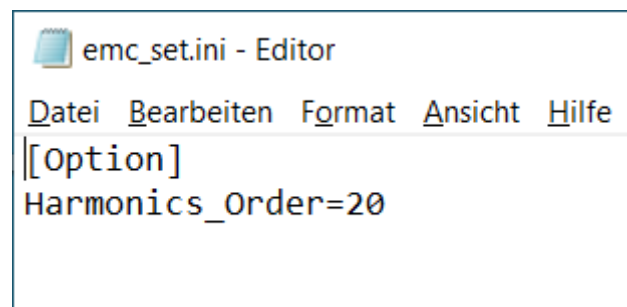 emc_set.ini - Editor
Datei Bearbeiten Format Ansicht Hilfe
[Option]
Harmonics_Order=20